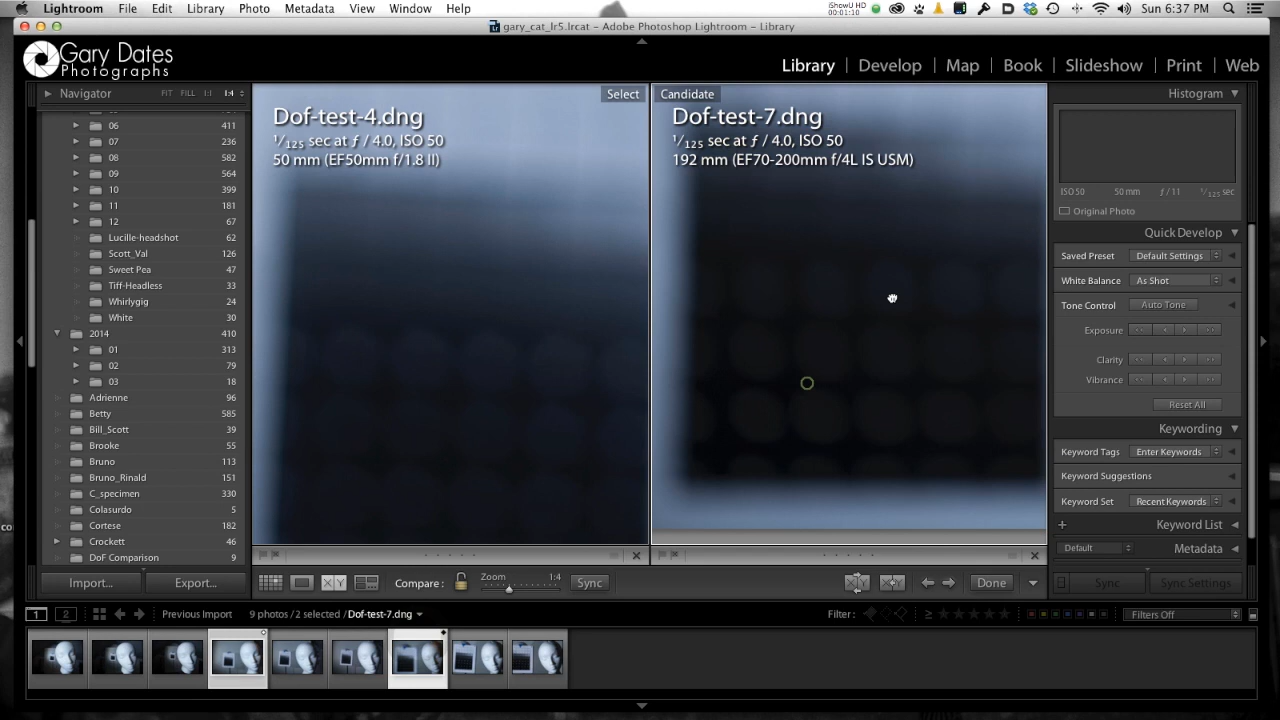 Lightroom File Edit Library Photo Metadata View Window Help iShowU HD 00:01:10 Sun 6:37 PM
gary_cat_lr5.lrcat - Adobe Photoshop Lightroom - Library
Gary Dates
Photographs
Library | Develop | Map | Book | Slideshow | Print | Web
Navigator FIT FILL 1:1 1:4
Select
Candidate
Histogram
Dof-test-4.dng
1/125 sec at ƒ / 4.0, ISO 50
50 mm (EF50mm f/1.8 II)
Dof-test-7.dng
1/125 sec at ƒ / 4.0, ISO 50
192 mm (EF70-200mm f/4L IS USM)
06 411
07 236
08 582
09 564
10 399
11 181
12 67
Lucille-headshot 62
Scott_Val 126
Sweet Pea 47
Tiff-Headless 33
Whirlygig 24
White 30
2014 410
01 313
02 79
03 18
Adrienne 96
Betty 585
Bill_Scott 39
Brooke 55
Bruno 113
Bruno_Rinald 151
C_specimen 330
Colasurdo 5
Cortese 182
Crockett 46
DoF Comparison 9
co
ISO 50 50 mm ƒ / 11 1/125 sec
Original Photo
Quick Develop
Saved Preset Default Settings
White Balance As Shot
Tone Control Auto Tone
Exposure
Clarity
Vibrance
Reset All
Keywording
Keyword Tags Enter Keywords
Keyword Suggestions
Keyword Set Recent Keywords
Keyword List
Default Metadata
Import... Export... Compare : XY Zoom 1:4 Sync Done Sync Sync Settings
1 2 Previous Import 9 photos / 2 selected / Dof-test-7.dng Filter : Filters Off